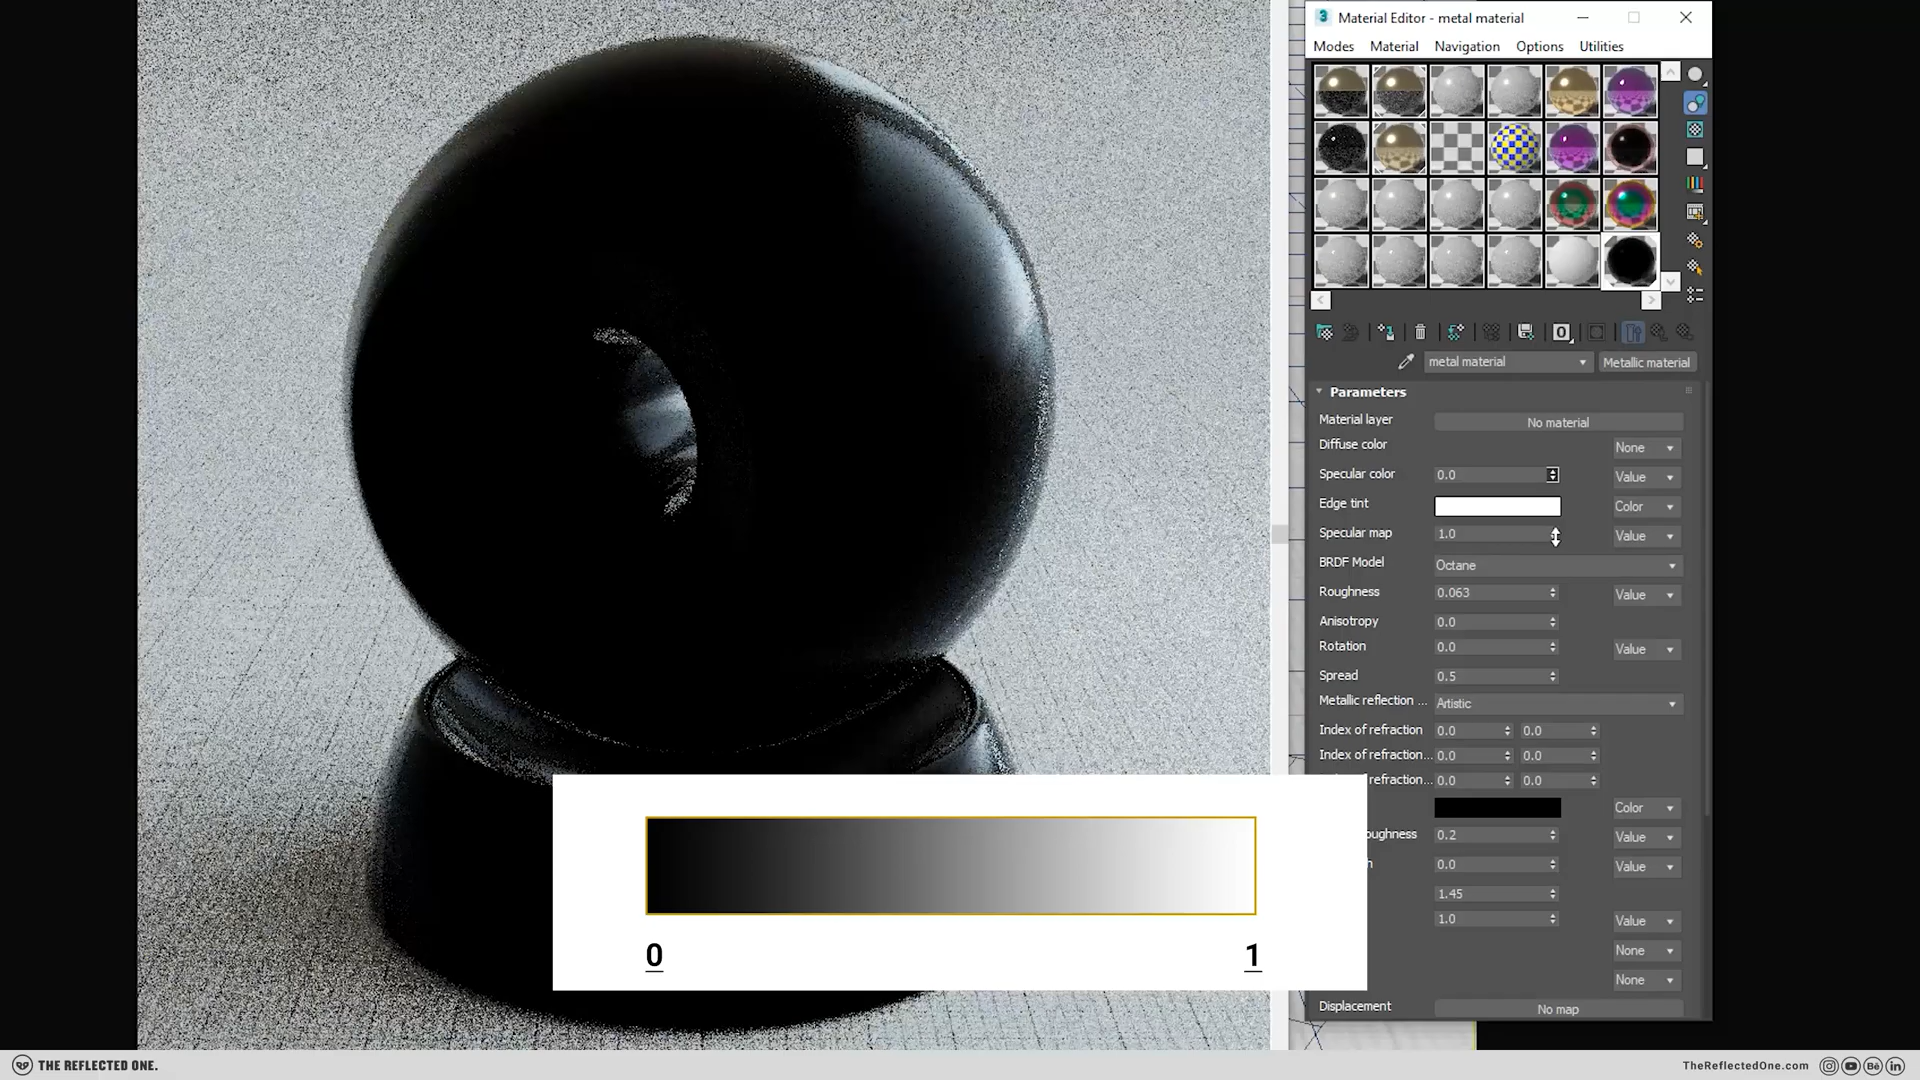 3 Material Editor - metal material
Modes Material Navigation Options Utilities
0
metal material Metallic material
Parameters
Material layer No material
Diffuse color None
Specular color 0.0 Value
Edge tint Color
Specular map 1.0 Value
BRDF Model Octane
Roughness 0.063 Value
Anisotropy 0.0
Rotation 0.0 Value
Spread 0.5
Metallic reflection ... Artistic
Index of refraction 0.0 0.0
Index of refraction... 0.0 0.0
refraction... 0.0 0.0
Color
oughness 0.2 Value
h 0.0 Value
1.45
1.0 Value
None
None
Displacement No map
0 1
THE REFLECTED ONE.
TheReflectedOne.com